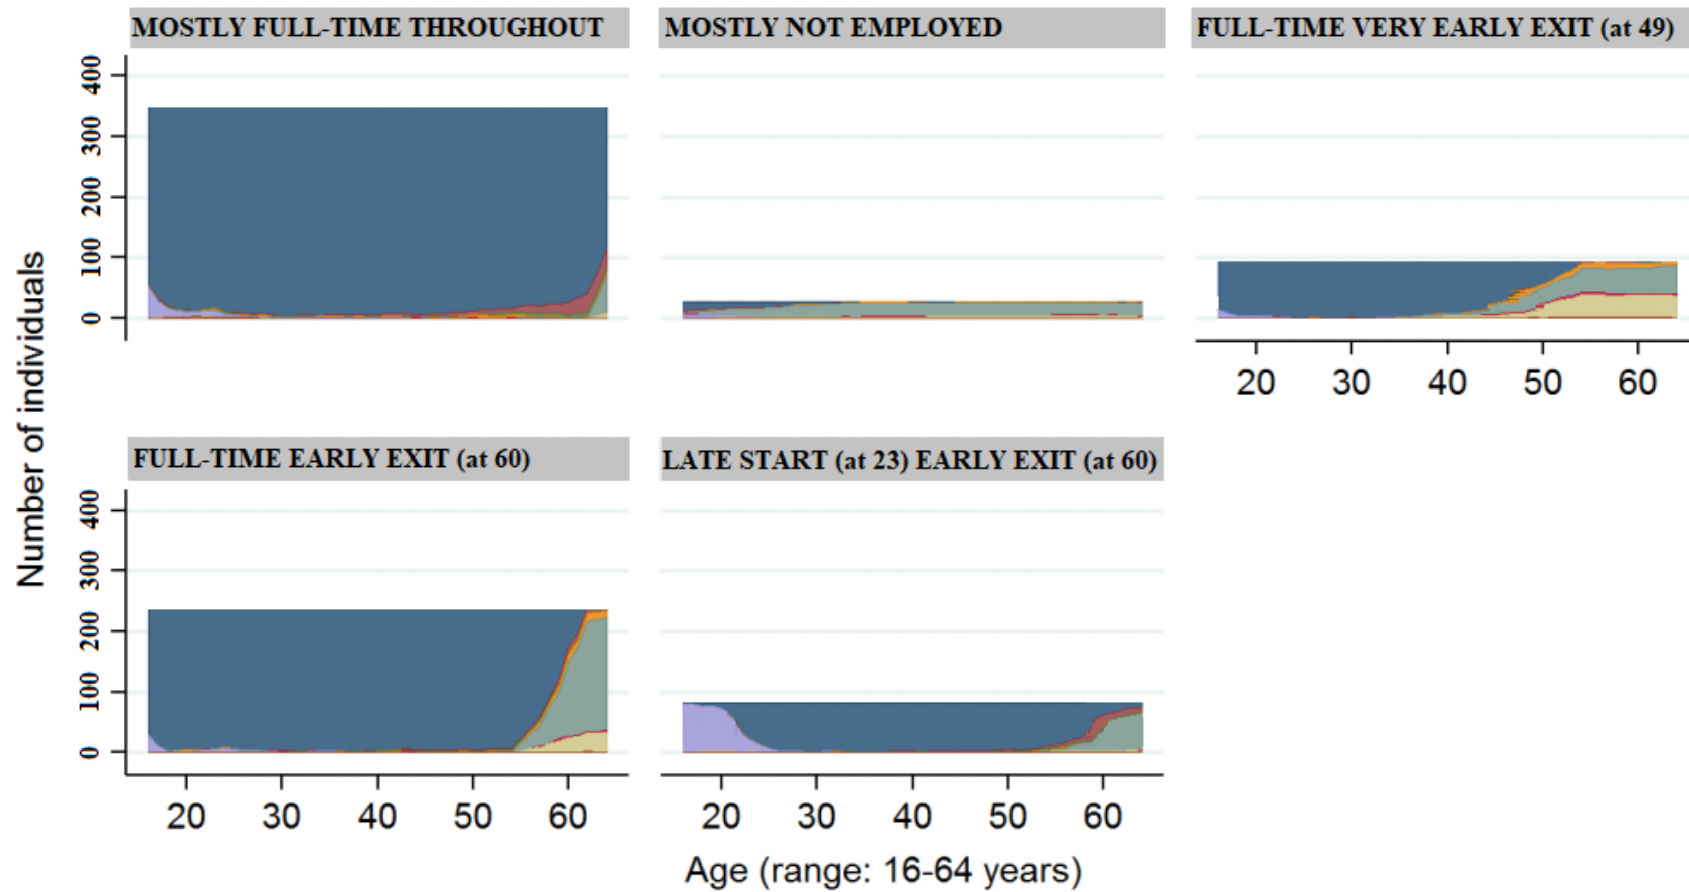 MOSTLY FULL-TIME THROUGHOUT
MOSTLY NOT EMPLOYED
FULL-TIME VERY EARLY EXIT (at 49)
400
300
200
100
0
20 30 40 50 60
Number of individuals
FULL-TIME EARLY EXIT (at 60)
LATE START (at 23) EARLY EXIT (at 60)
400
300
200
100
0
20 30 40 50 60
20 30 40 50 60
Age (range: 16-64 years)